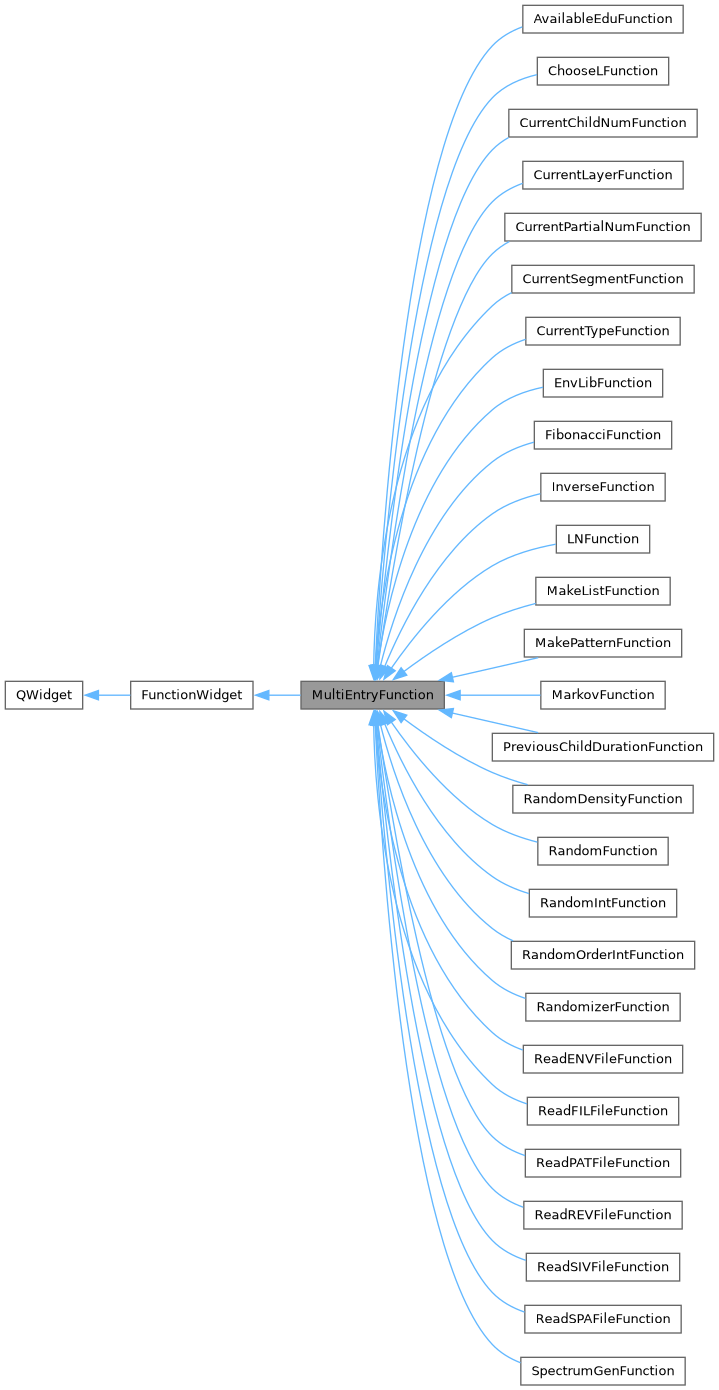 AvailableEduFunction
ChooseLFunction
CurrentChildNumFunction
CurrentLayerFunction
CurrentPartialNumFunction
CurrentSegmentFunction
CurrentTypeFunction
EnvLibFunction
FibonacciFunction
InverseFunction
LNFunction
MakeListFunction
MakePatternFunction
QWidget FunctionWidget MultiEntryFunction MarkovFunction
PreviousChildDurationFunction
RandomDensityFunction
RandomFunction
RandomIntFunction
RandomOrderIntFunction
RandomizerFunction
ReadENVFileFunction
ReadFILFileFunction
ReadPATFileFunction
ReadREVFileFunction
ReadSIVFileFunction
ReadSPAFileFunction
SpectrumGenFunction